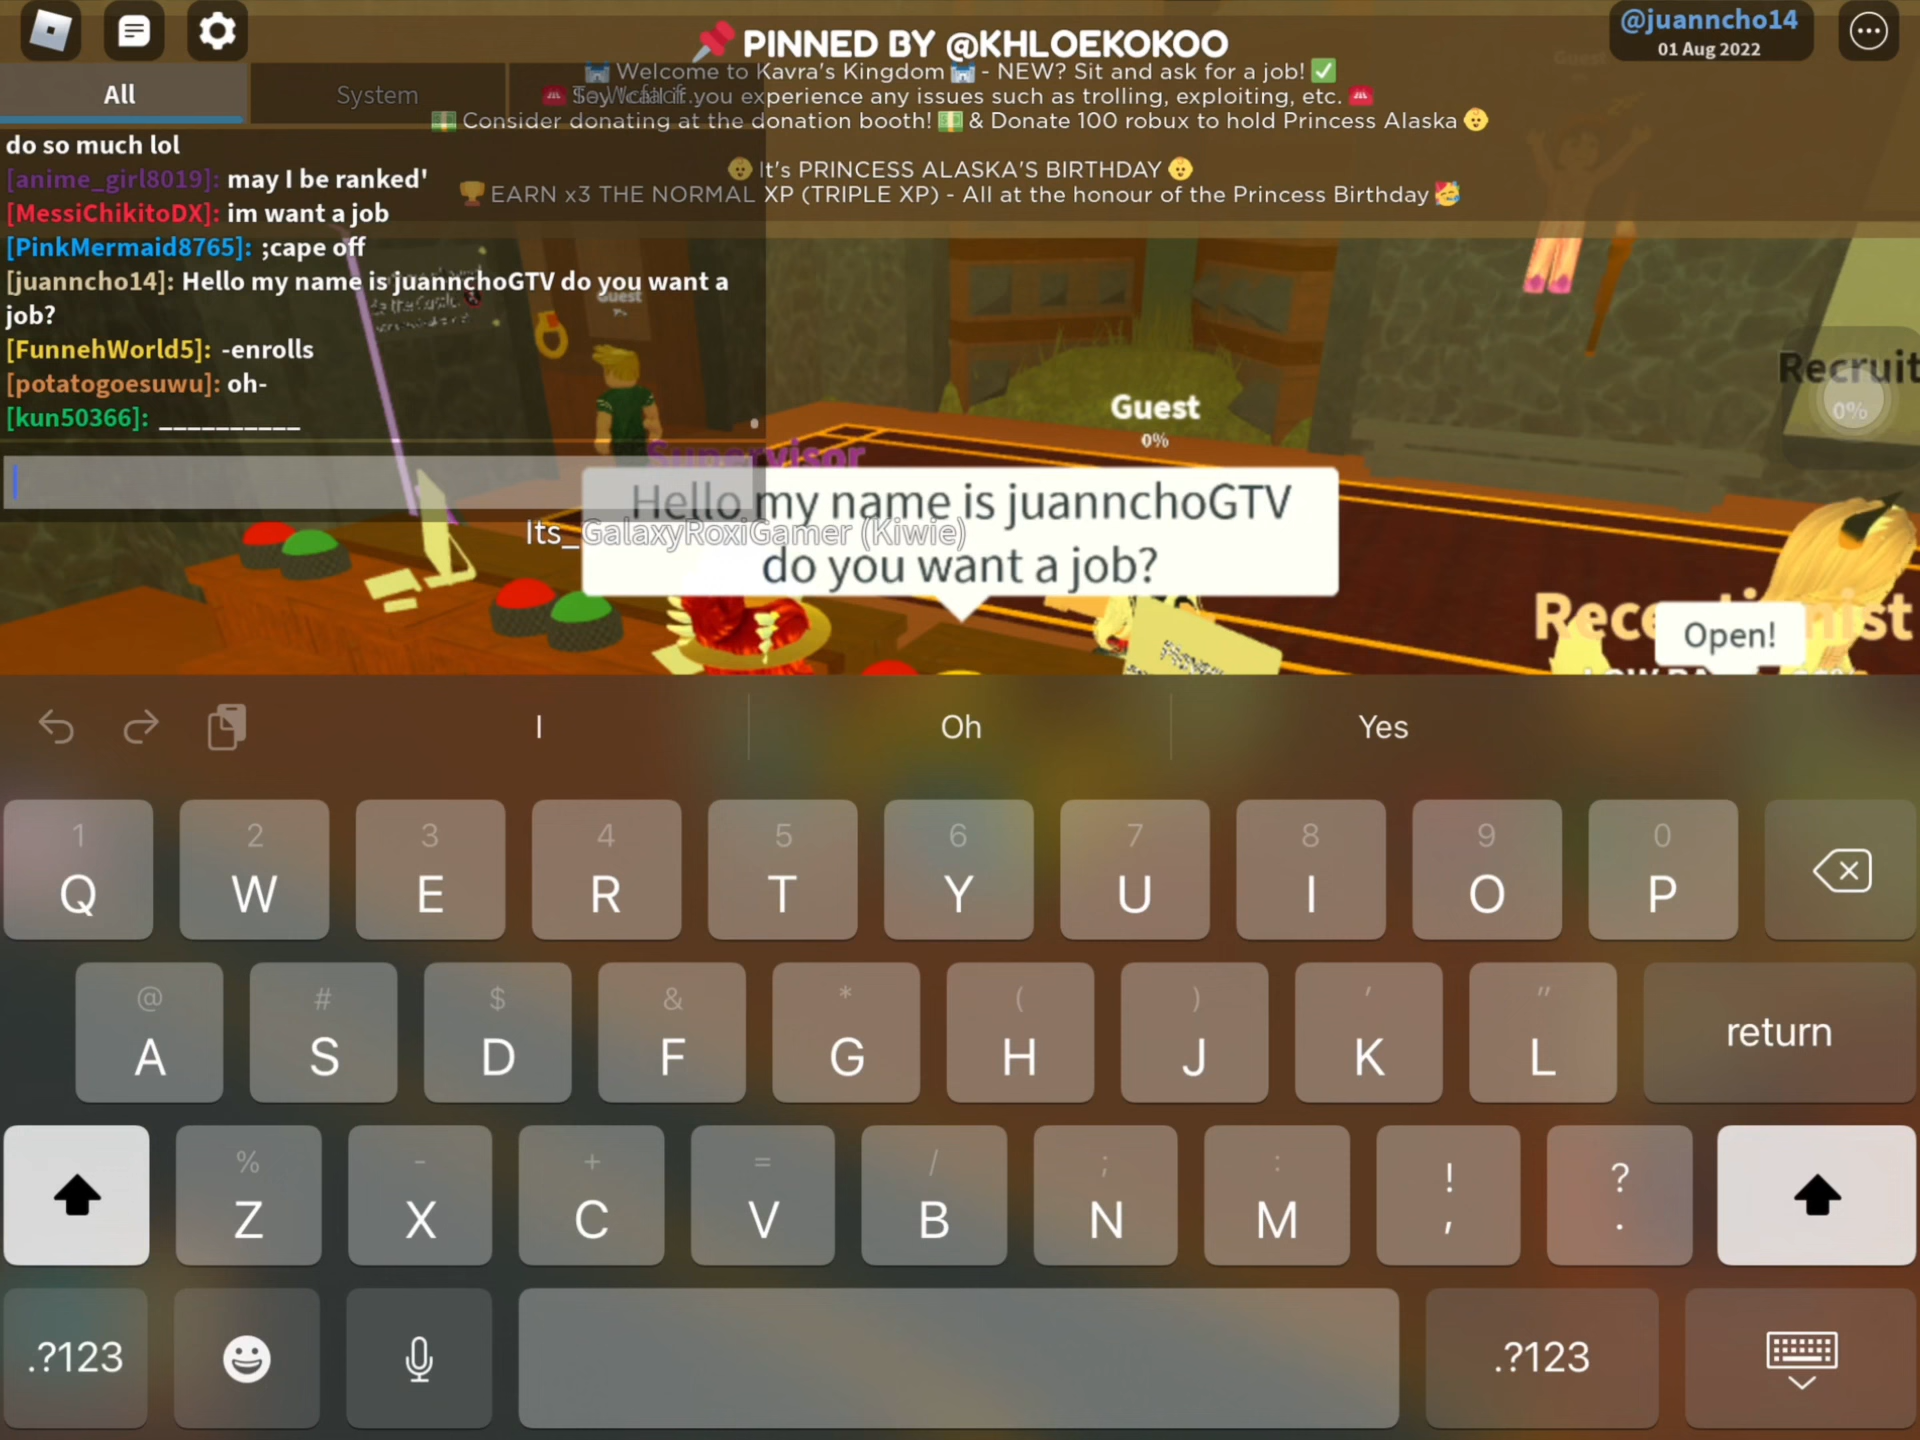 📌 PINNED BY @KHLOEKOKOO
🏰 Welcome to Kavra's Kingdom 🏰 - NEW? Sit and ask for a job! ✅
if you experience any issues such as trolling, exploiting, etc.
💵 Consider donating at the donation booth! 💵 & Donate 100 robux to hold Princess Alaska 👶
👶 It's PRINCESS ALASKA'S BIRTHDAY 👶
🏆 EARN x3 THE NORMAL XP (TRIPLE XP) - All at the honour of the Princess Birthday 🥳
@juanncho14
01 Aug 2022
All
System
do so much lol
[anime_girl8019]: may I be ranked'
[MessiChikitoDX]: im want a job
[PinkMermaid8765]: ;cape off
[juanncho14]: Hello my name is juannchoGTV do you want a
job?
[FunnehWorld5]: -enrolls
[potatogoesuwu]: oh-
[kun50366]: __________
Guest
Guest
Guest
0%
Recruit
0%
Supervisor
Its_GalaxyRoxiGamer (Kiwie)
Hello my name is juannchoGTV
do you want a job?
Receptionist
Open!
I Oh Yes
1 2 3 4 5 6 7 8 9 0
Q W E R T Y U I O P
@ # $ & * ( ) ' "
A S D F G H J K L return
% - + = / ; : ! ?
Z X C V B N M , .
.?123 .?123